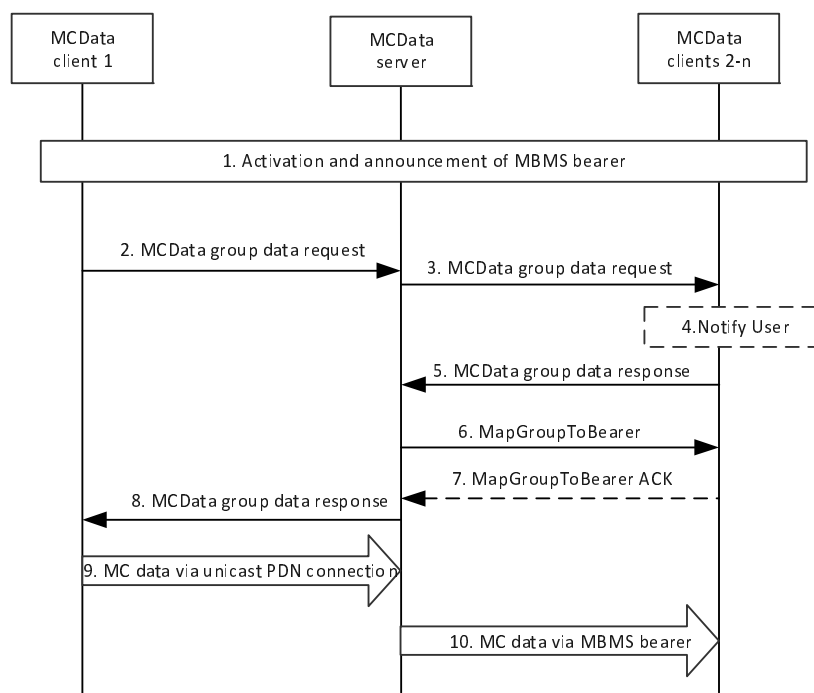 MCData
client 1
MCData
server
MCData
clients 2-n
1. Activation and announcement of MBMS bearer
2. MCData group data request
3. MCData group data request
4.Notify User
5. MCData group data response
6. MapGroupToBearer
7. MapGroupToBearer ACK
8. MCData group data response
9. MC data via unicast PDN connection
10. MC data via MBMS bearer